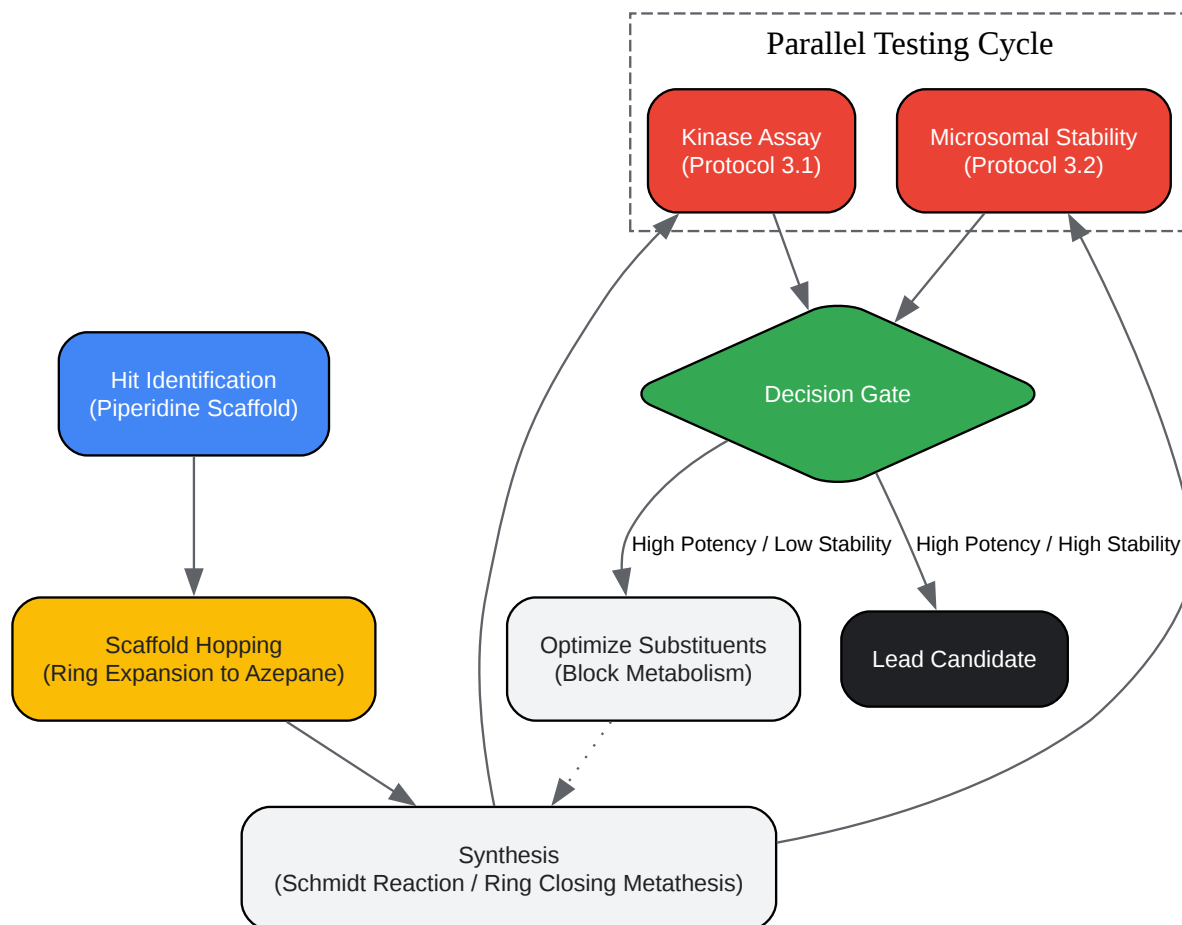 Parallel Testing Cycle
Kinase Assay
(Protocol 3.1)
Microsomal Stability
(Protocol 3.2)
Hit Identification
(Piperidine Scaffold)
Decision Gate
High Potency / Low Stability
High Potency / High Stability
Scaffold Hopping
(Ring Expansion to Azepane)
Optimize Substituents
(Block Metabolism)
Lead Candidate
Synthesis
(Schmidt Reaction / Ring Closing Metathesis)